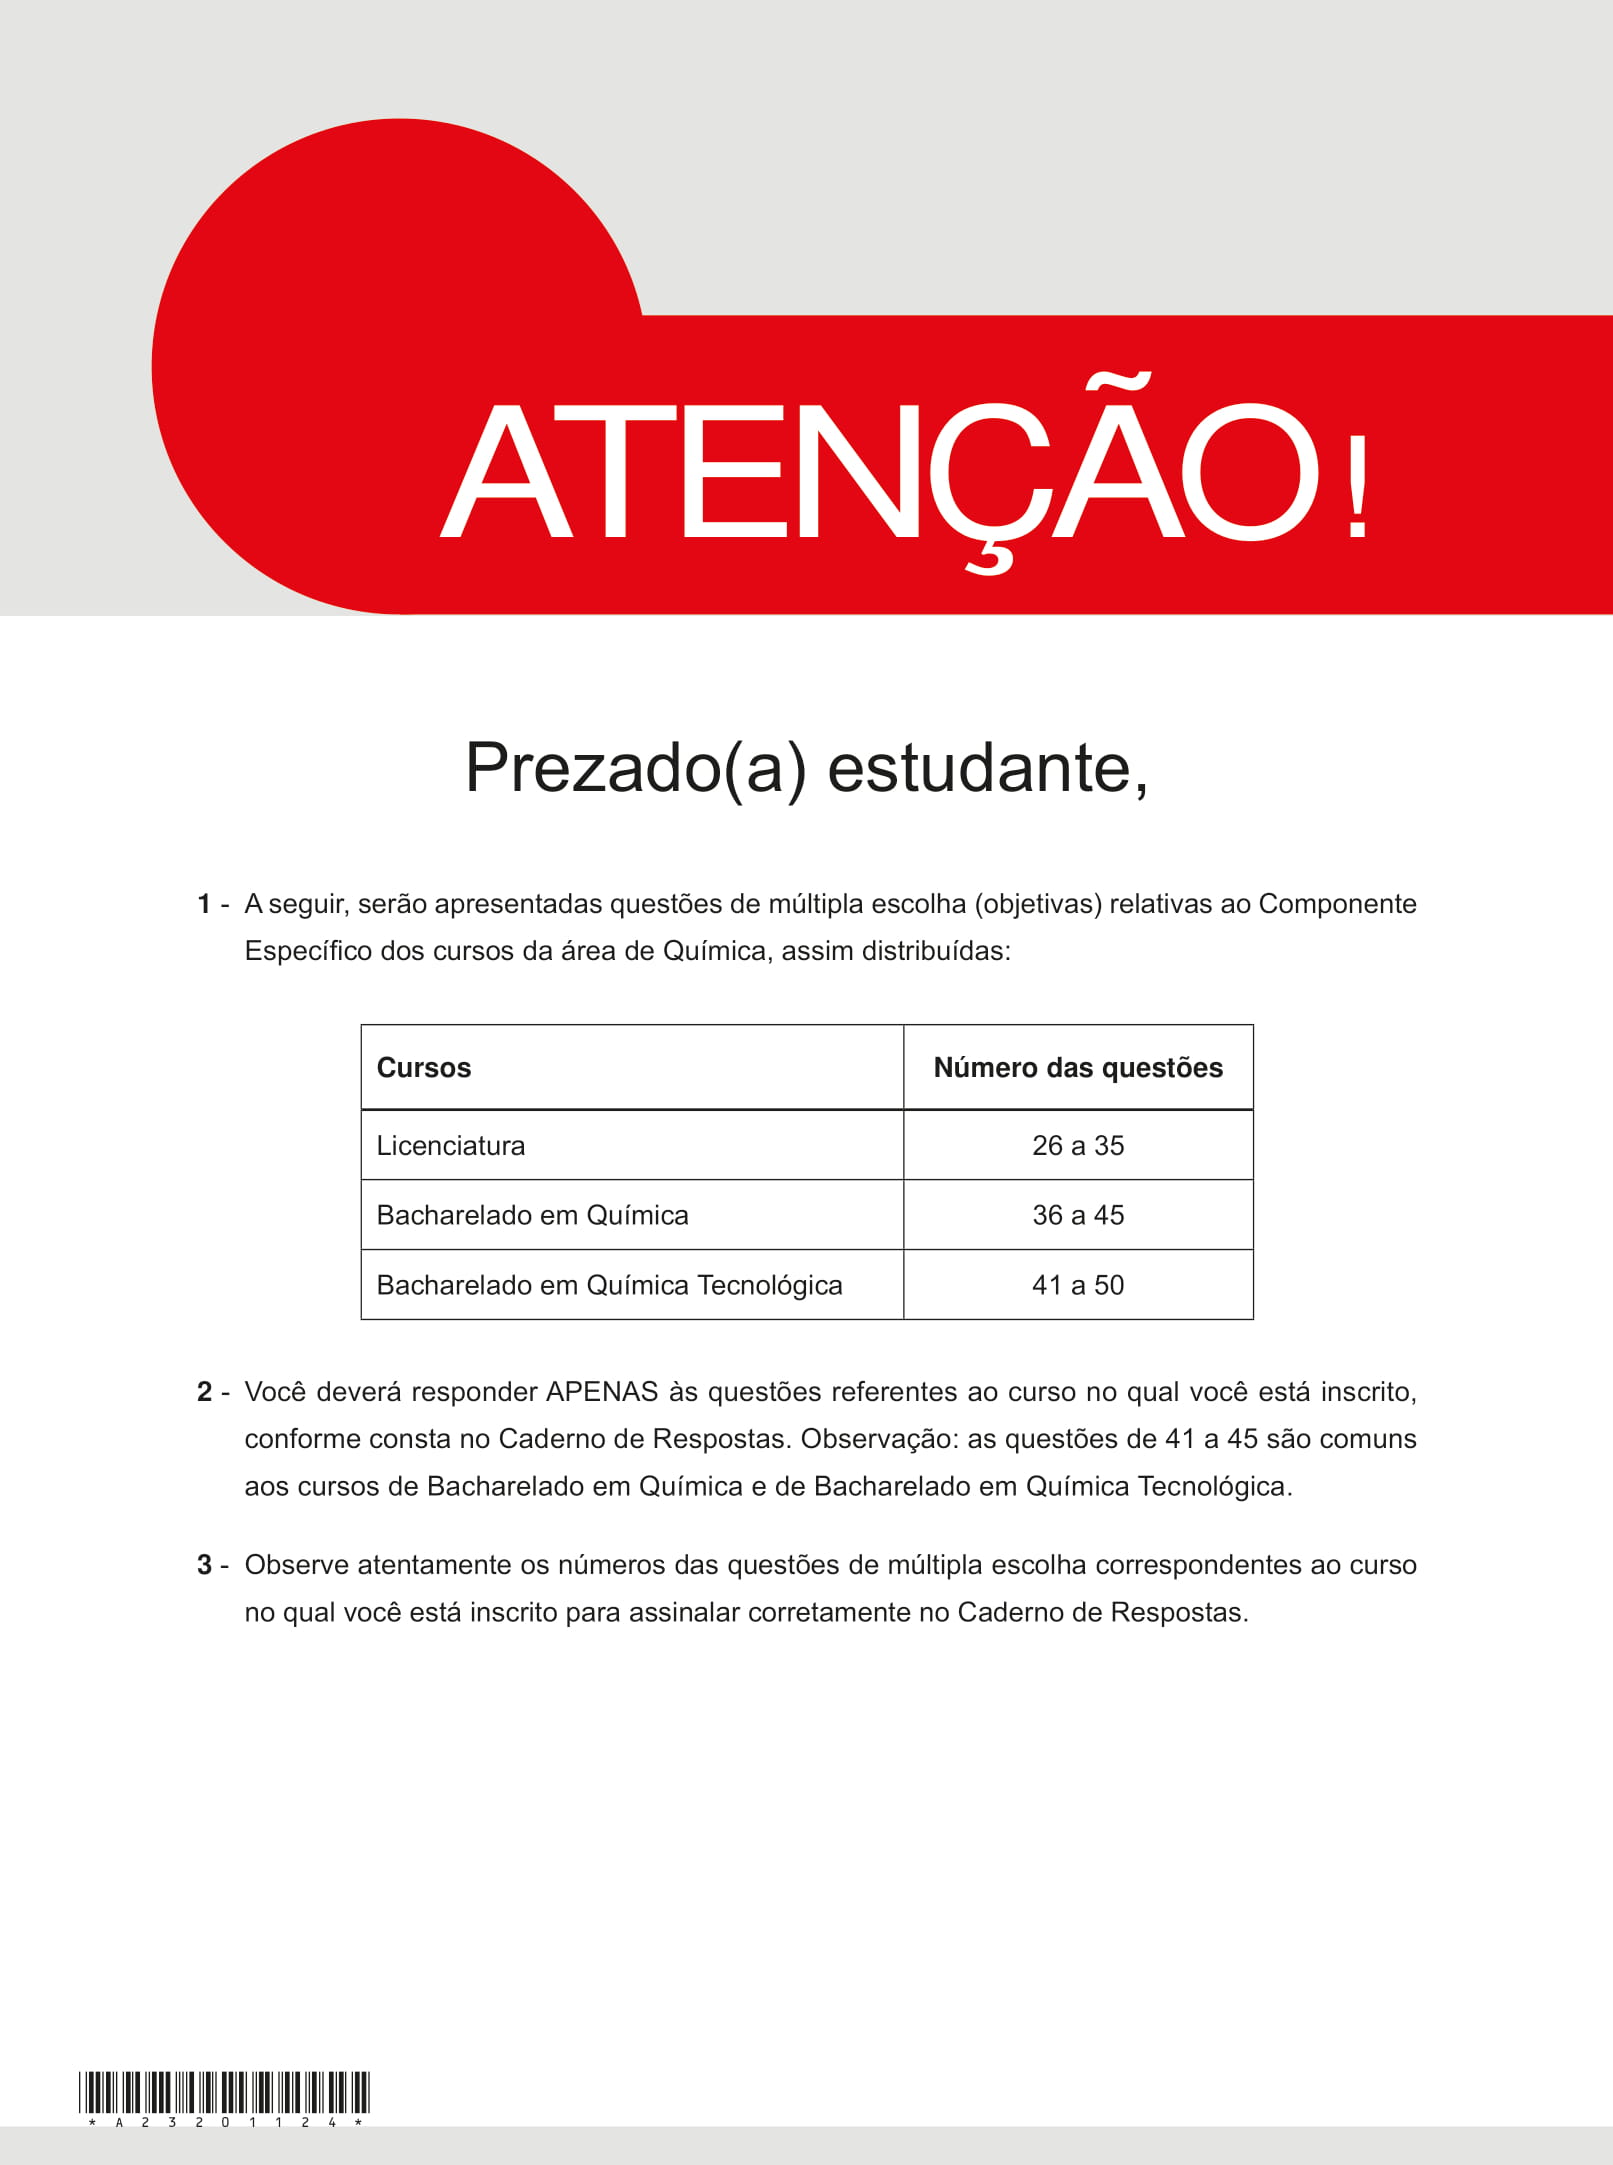 ATENÇÃO!
Prezado(a) estudante,
1 - A seguir, serão apresentadas questões de múltipla escolha (objetivas) relativas ao Componente
Específico dos cursos da área de Química, assim distribuídas:
Cursos Número das questões
Licenciatura 26 a 35
Bacharelado em Química 36 a 45
Bacharelado em Química Tecnológica 41 a 50
2 - Você deverá responder APENAS às questões referentes ao curso no qual você está inscrito,
conforme consta no Caderno de Respostas. Observação: as questões de 41 a 45 são comuns
aos cursos de Bacharelado em Química e de Bacharelado em Química Tecnológica.
3 - Observe atentamente os números das questões de múltipla escolha correspondentes ao curso
no qual você está inscrito para assinalar corretamente no Caderno de Respostas.
* A 2 3 2 0 1 1 2 4 *